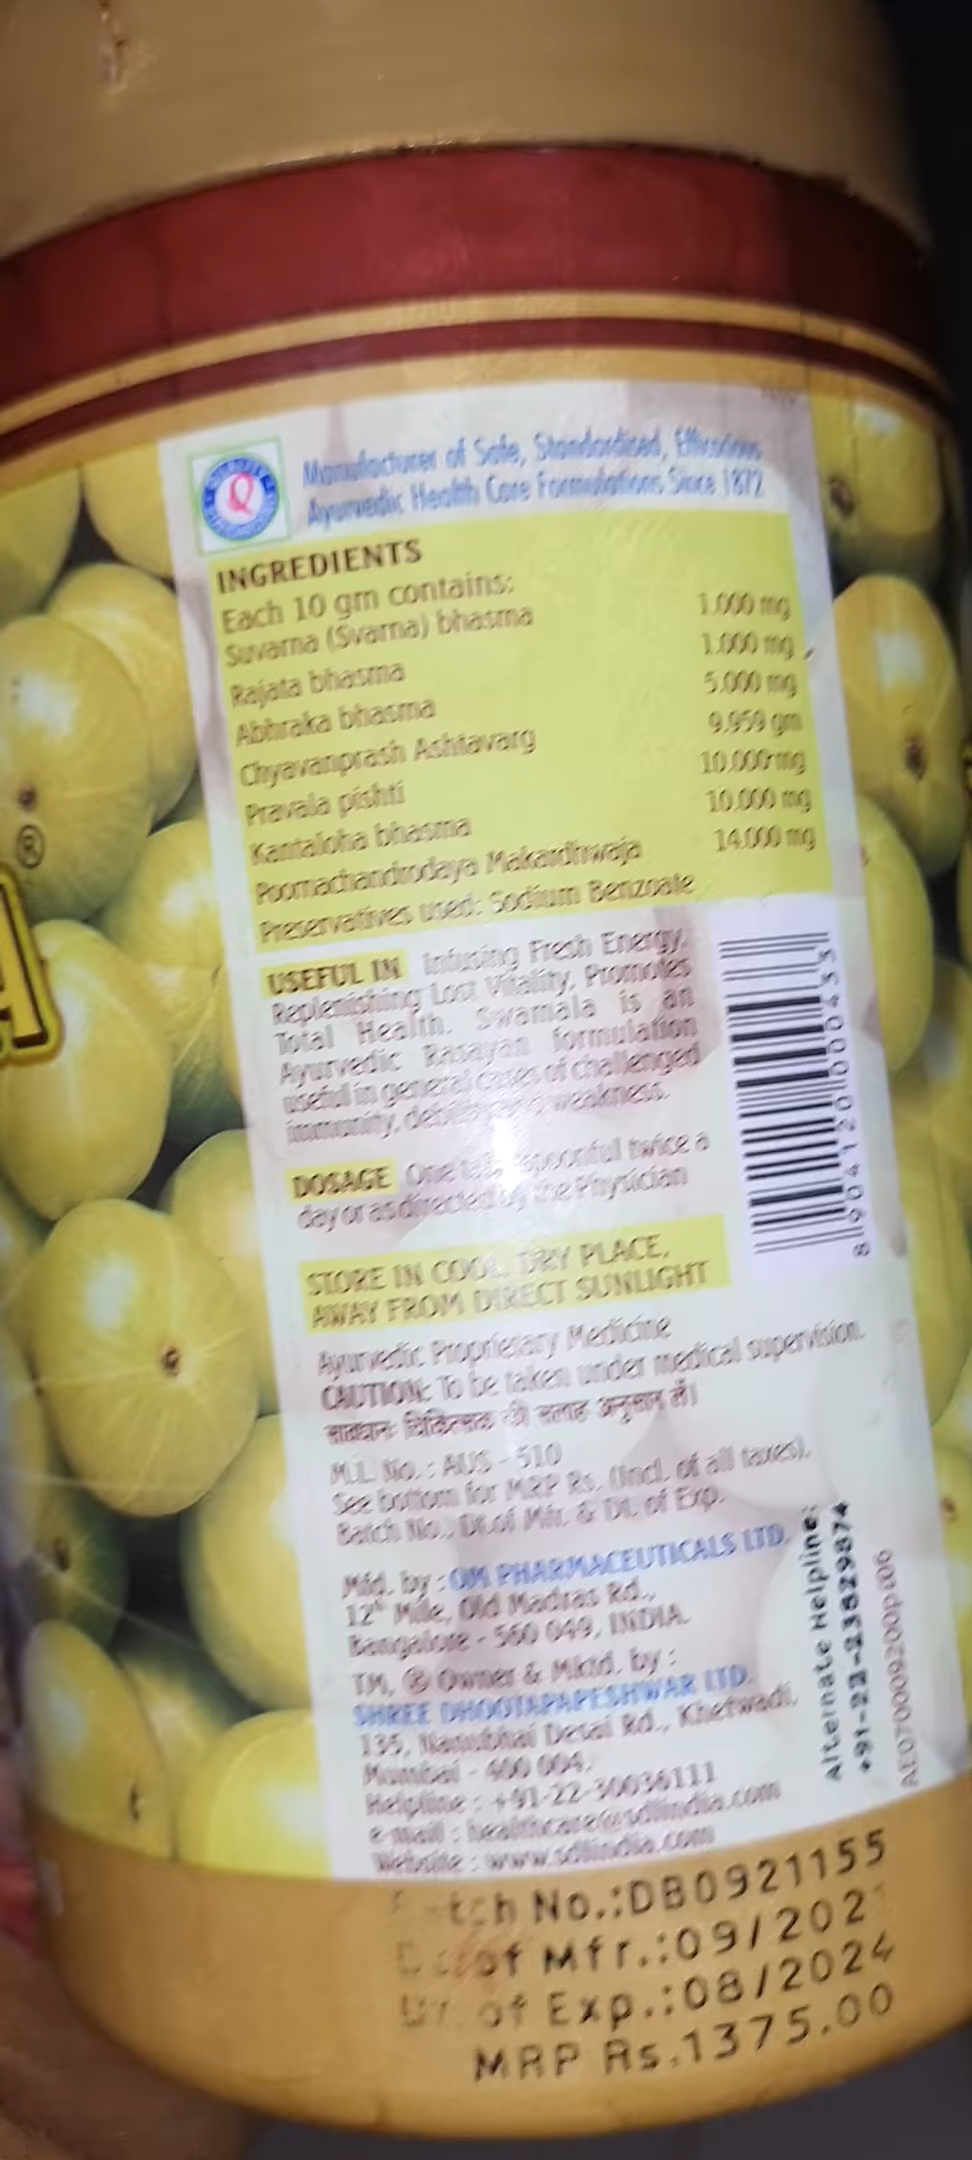 ®
Manufacturer of Safe, Standardised, Efficacious
Ayurvedic Health Care Formulations Since 1872
INGREDIENTS
Each 10 gm contains:
Suvarna (Svarna) bhasma 1.000 mg
Rajata bhasma 1.000 mg
Abhraka bhasma 5.000 mg
Chyavanprash Ashtavarg 9.959 gm
Pravala pishti 10.000 mg
Kantaloha bhasma 10.000 mg
Poornachandrodaya Makardhwaja 14.000 mg
Preservatives used: Sodium Benzoate
USEFUL IN Infusing Fresh Energy,
Replenishing Lost Vitality, Promotes
Total Health. Swamala is an
Ayurvedic Rasayan formulation
useful in general cases of challenged
immunity, weakness.
DOSAGE One twice a
day or as directed by the Physician
STORE IN COOL, DRY PLACE,
AWAY FROM DIRECT SUNLIGHT
Ayurvedic Proprietary Medicine
CAUTION: To be taken under medical supervision.
सावधान: चिकित्सक की सलाह अनुसार लें।
M.L. No.: AUS - 510
See bottom for MRP Rs. (Incl. of all taxes),
Batch No., Dt.of Mfr. & Dt. of Exp.
Mfd. by : OM PHARMACEUTICALS LTD.
12th Mile, Old Madras Rd.,
Bangalore - 560 049, INDIA.
TM, ® Owner & Mktd. by :
SHREE DHOOTAPAPESHWAR LTD.
135, Nanubhai Desai Rd., Khetwadi,
Mumbai - 400 004.
Helpline : +91-22-30036111
e-mail : healthcare@sdlindia.com
Website : www.sdlindia.com
Alternate Helpline:
+91-22-23829874
8 904120 000433
No.:DB0921155
of Mfr.:09/202
of Exp.:08/2024
MRP Rs.1375.00